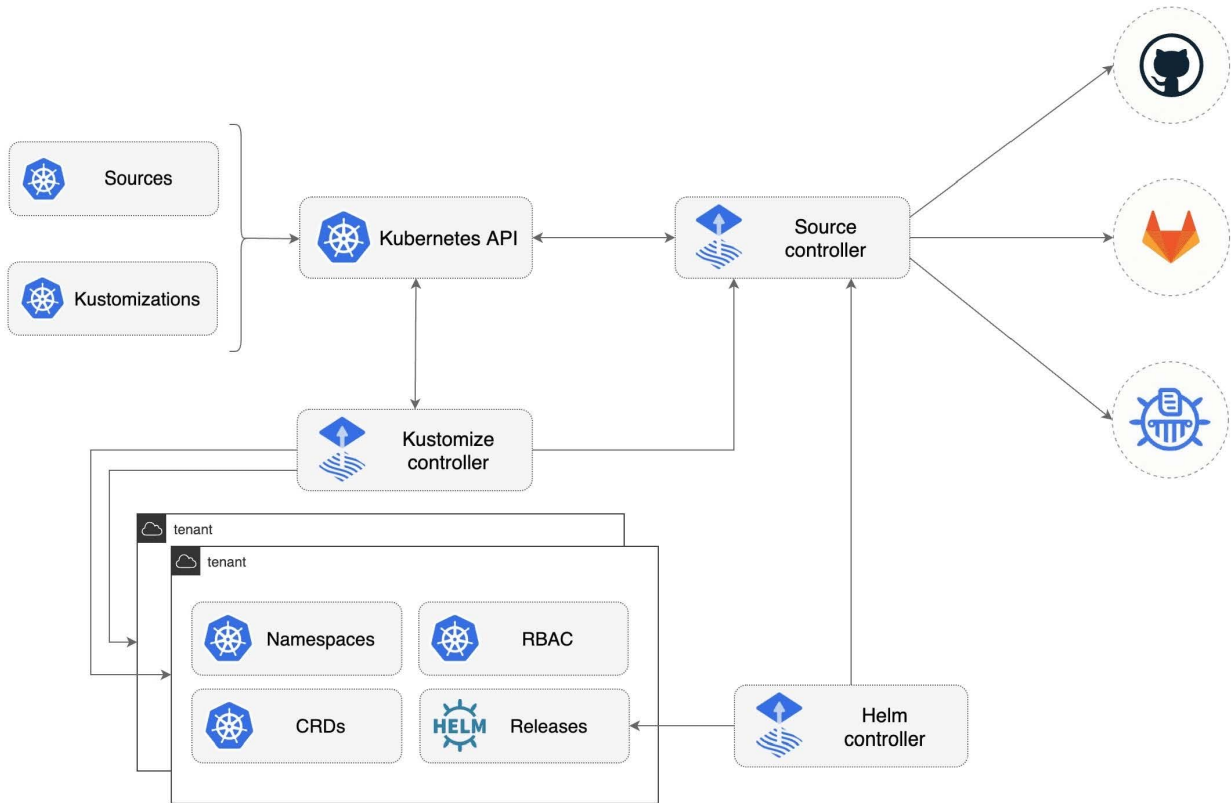 Sources
Kustomizations
Kubernetes API
Source
controller
Kustomize
controller
tenant
tenant
Namespaces
RBAC
CRDs
HELM
Releases
Helm
controller